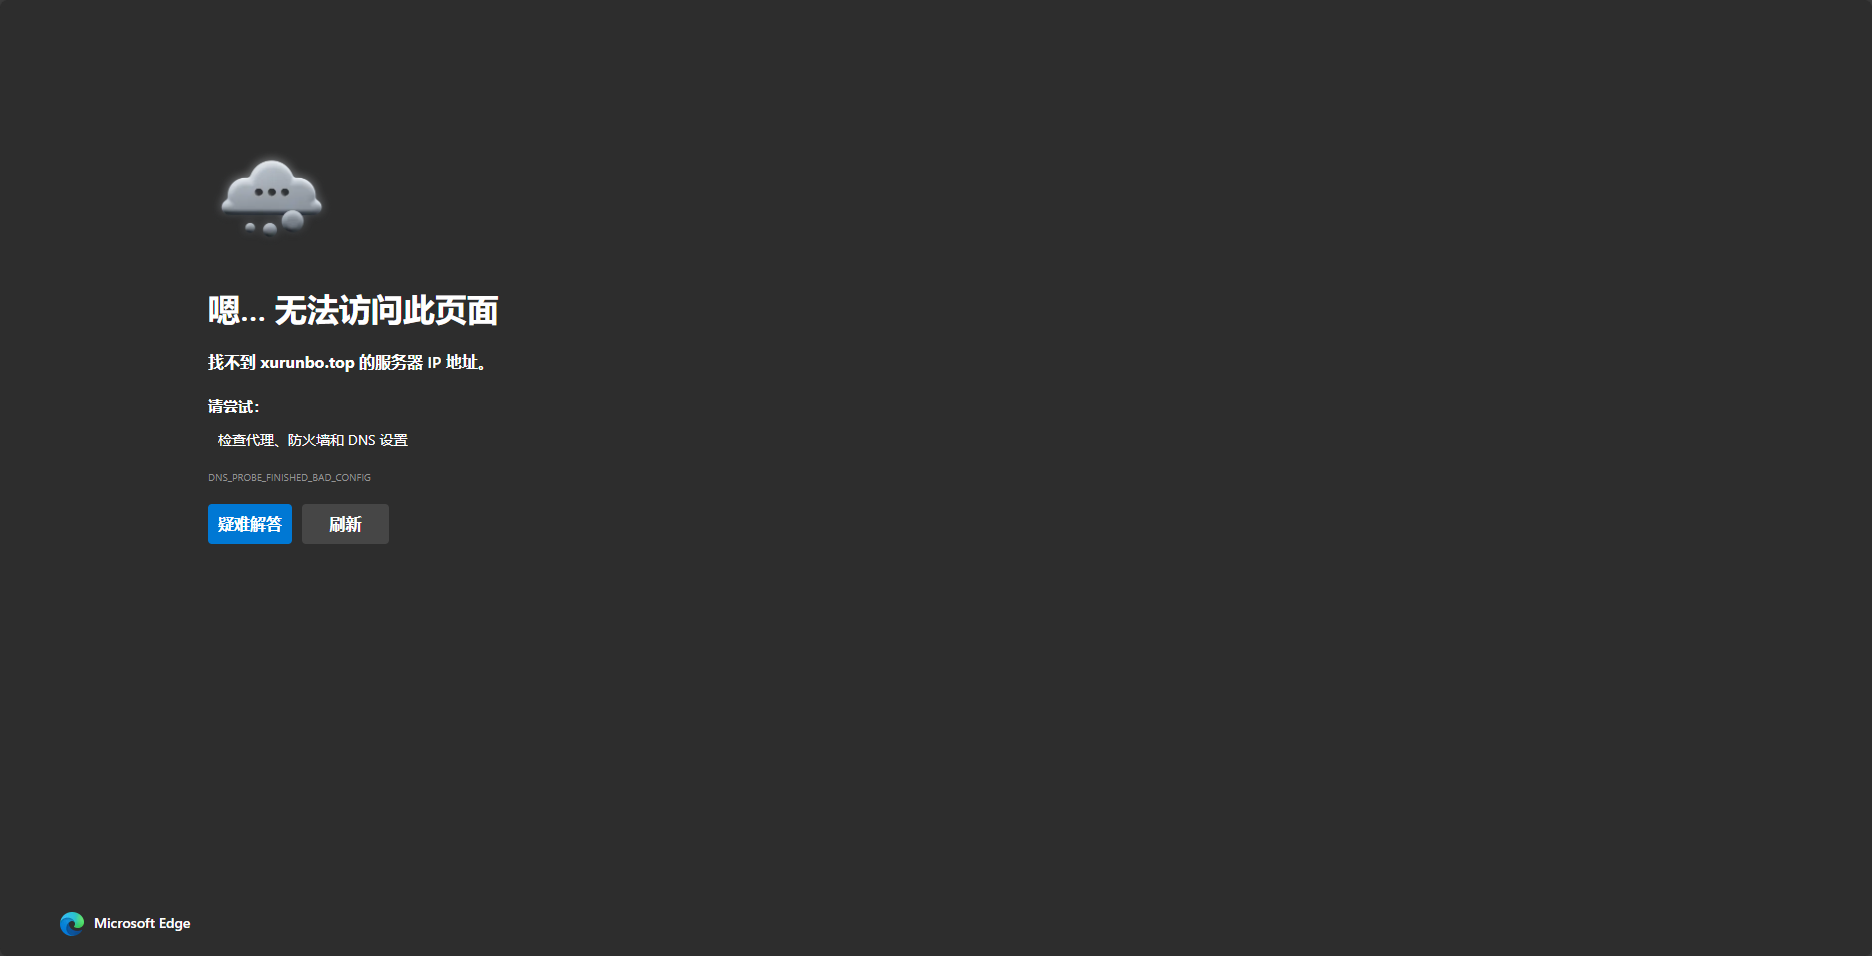 嗯... 无法访问此页面
找不到 xurunbo.top 的服务器 IP 地址。
请尝试：
检查代理、防火墙和 DNS 设置
DNS_PROBE_FINISHED_BAD_CONFIG
疑难解答 刷新
Microsoft Edge